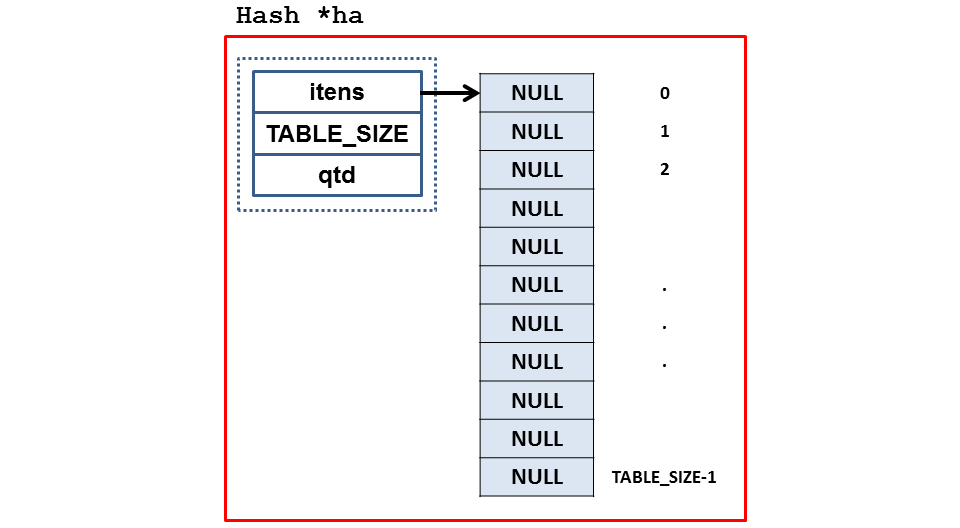 Hash *ha
itens
TABLE_SIZE
qtd
NULL 0
NULL 1
NULL 2
NULL
NULL
NULL .
NULL .
NULL .
NULL
NULL
NULL TABLE_SIZE-1